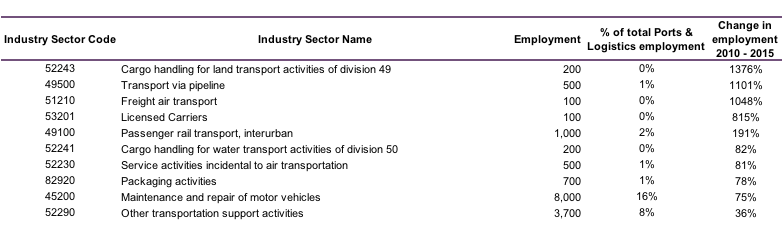 Industry Sector Code Industry Sector Name Employment % of total Ports & Logistics employment Change in employment 2010 - 2015
52243 Cargo handling for land transport activities of division 49 200 0% 1376%
49500 Transport via pipeline 500 1% 1101%
51210 Freight air transport 100 0% 1048%
53201 Licensed Carriers 100 0% 815%
49100 Passenger rail transport, interurban 1,000 2% 191%
52241 Cargo handling for water transport activities of division 50 200 0% 82%
52230 Service activities incidental to air transportation 500 1% 81%
82920 Packaging activities 700 1% 78%
45200 Maintenance and repair of motor vehicles 8,000 16% 75%
52290 Other transportation support activities 3,700 8% 36%